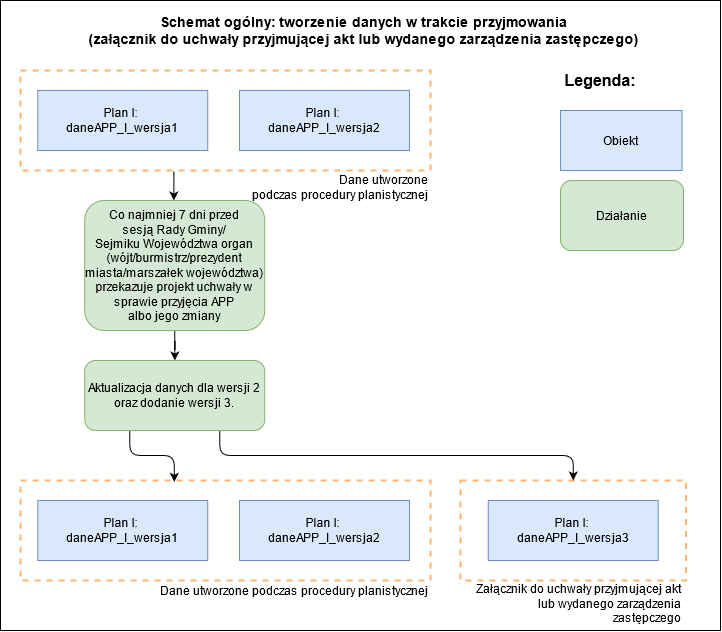 Schemat ogólny: tworzenie danych w trakcie przyjmowania
(załącznik do uchwały przyjmującej akt lub wydanego zarządzenia zastępczego)
Legenda:
Plan I:
daneAPP_I_wersja1
Plan I:
daneAPP_I_wersja2
Obiekt
Dane utworzone
podczas procedury planistycznej
Działanie
Co najmniej 7 dni przed
sesją Rady Gminy/
Sejmiku Województwa organ
(wójt/burmistrz/prezydent
miasta/marszałek województwa)
przekazuje projekt uchwały w
sprawie przyjęcia APP
albo jego zmiany
Aktualizacja danych dla wersji 2
oraz dodanie wersji 3.
Plan I:
daneAPP_I_wersja1
Plan I:
daneAPP_I_wersja2
Plan I:
daneAPP_I_wersja3
Dane utworzone podczas procedury planistycznej
Załącznik do uchwały przyjmującej akt
lub wydanego zarządzenia
zastępczego